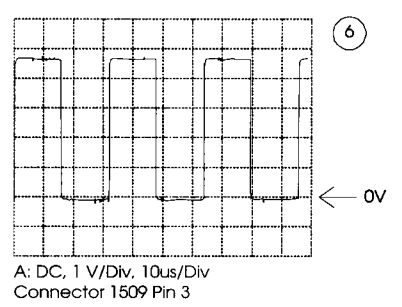 6
0V
A: DC, 1 V/Div, 10us/Div
Connector 1509 Pin 3